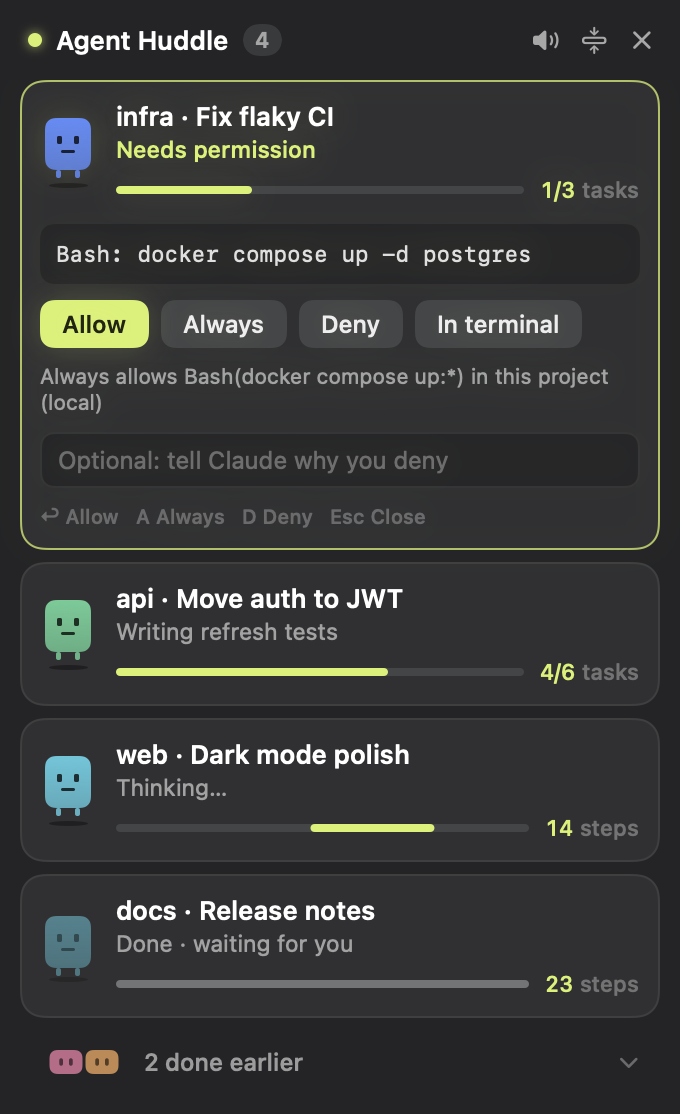 Agent Huddle 4
infra · Fix flaky CI
Needs permission
1/3 tasks
Bash: docker compose up -d postgres
Allow Always Deny In terminal
Always allows Bash(docker compose up:*) in this project
(local)
Optional: tell Claude why you deny
↩ Allow A Always D Deny Esc Close
api · Move auth to JWT
Writing refresh tests
4/6 tasks
web · Dark mode polish
Thinking...
14 steps
docs · Release notes
Done · waiting for you
23 steps
2 done earlier